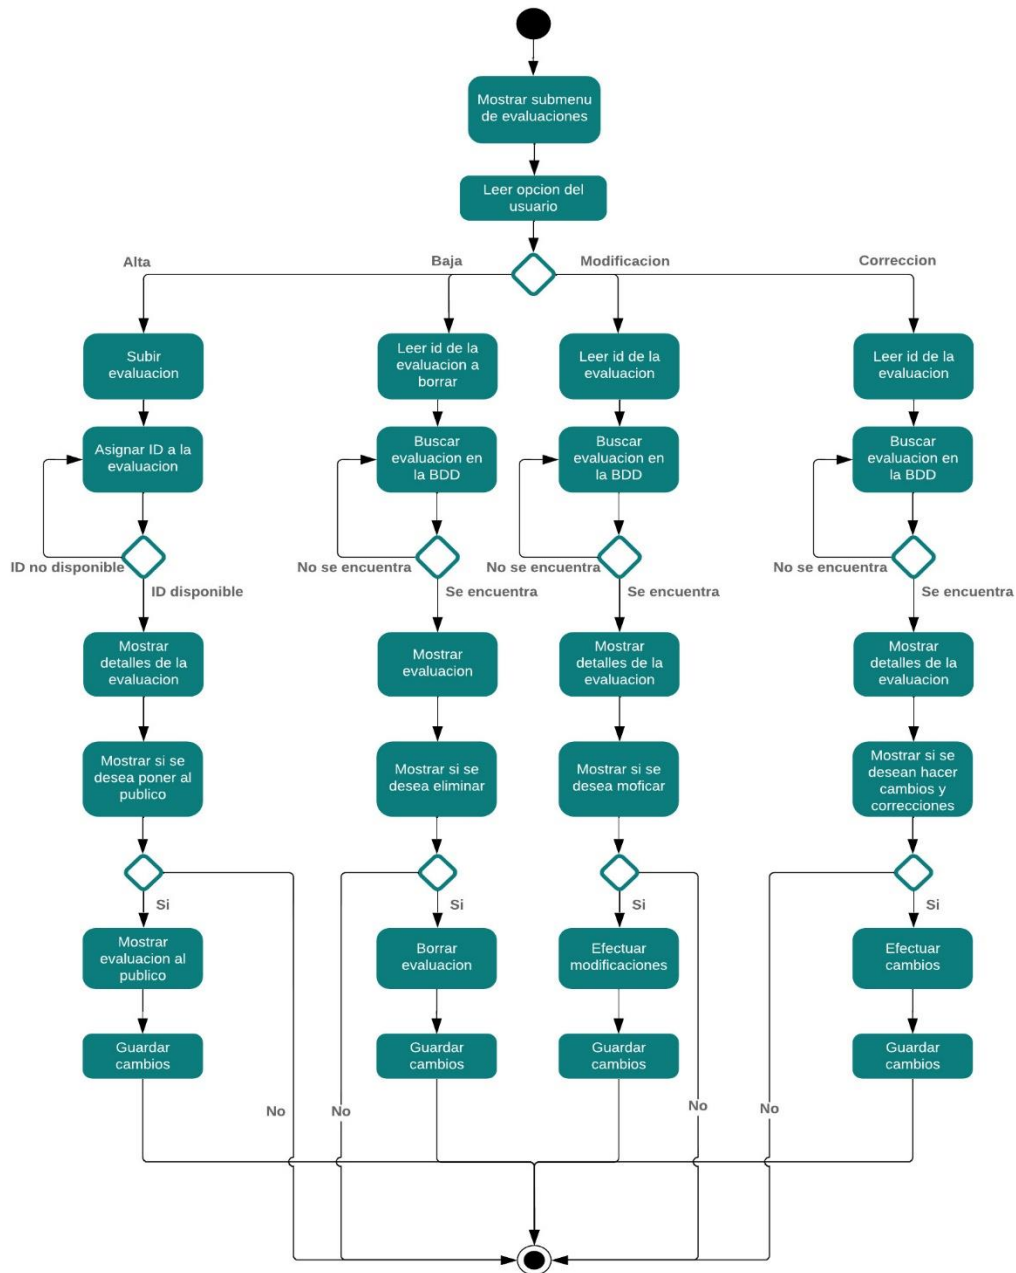 Mostrar submenu
de evaluaciones
Leer opcion del
usuario
Alta
Baja
Modificacion
Correccion
Subir
evaluacion
Leer id de la
evaluacion a
borrar
Leer id de la
evaluacion
Leer id de la
evaluacion
Asignar ID a la
evaluacion
Buscar
evaluacion en
la BDD
Buscar
evaluacion en
la BDD
Buscar
evaluacion en
la BDD
ID no disponible
No se encuentra
No se encuentra
No se encuentra
ID disponible
Se encuentra
Se encuentra
Se encuentra
Mostrar
detalles de la
evaluacion
Mostrar
evaluacion
Mostrar
detalles de la
evaluacion
Mostrar
detalles de la
evaluacion
Mostrar si se
desea poner al
publico
Mostrar si se
desea eliminar
Mostrar si se
desea moficar
Mostrar si se
desean hacer
cambios y
correcciones
Si
Si
Si
Si
Mostrar
evaluacion al
publico
Borrar
evaluacion
Efectuar
modificaciones
Efectuar
cambios
Guardar
cambios
Guardar
cambios
Guardar
cambios
Guardar
cambios
No
No
No
No